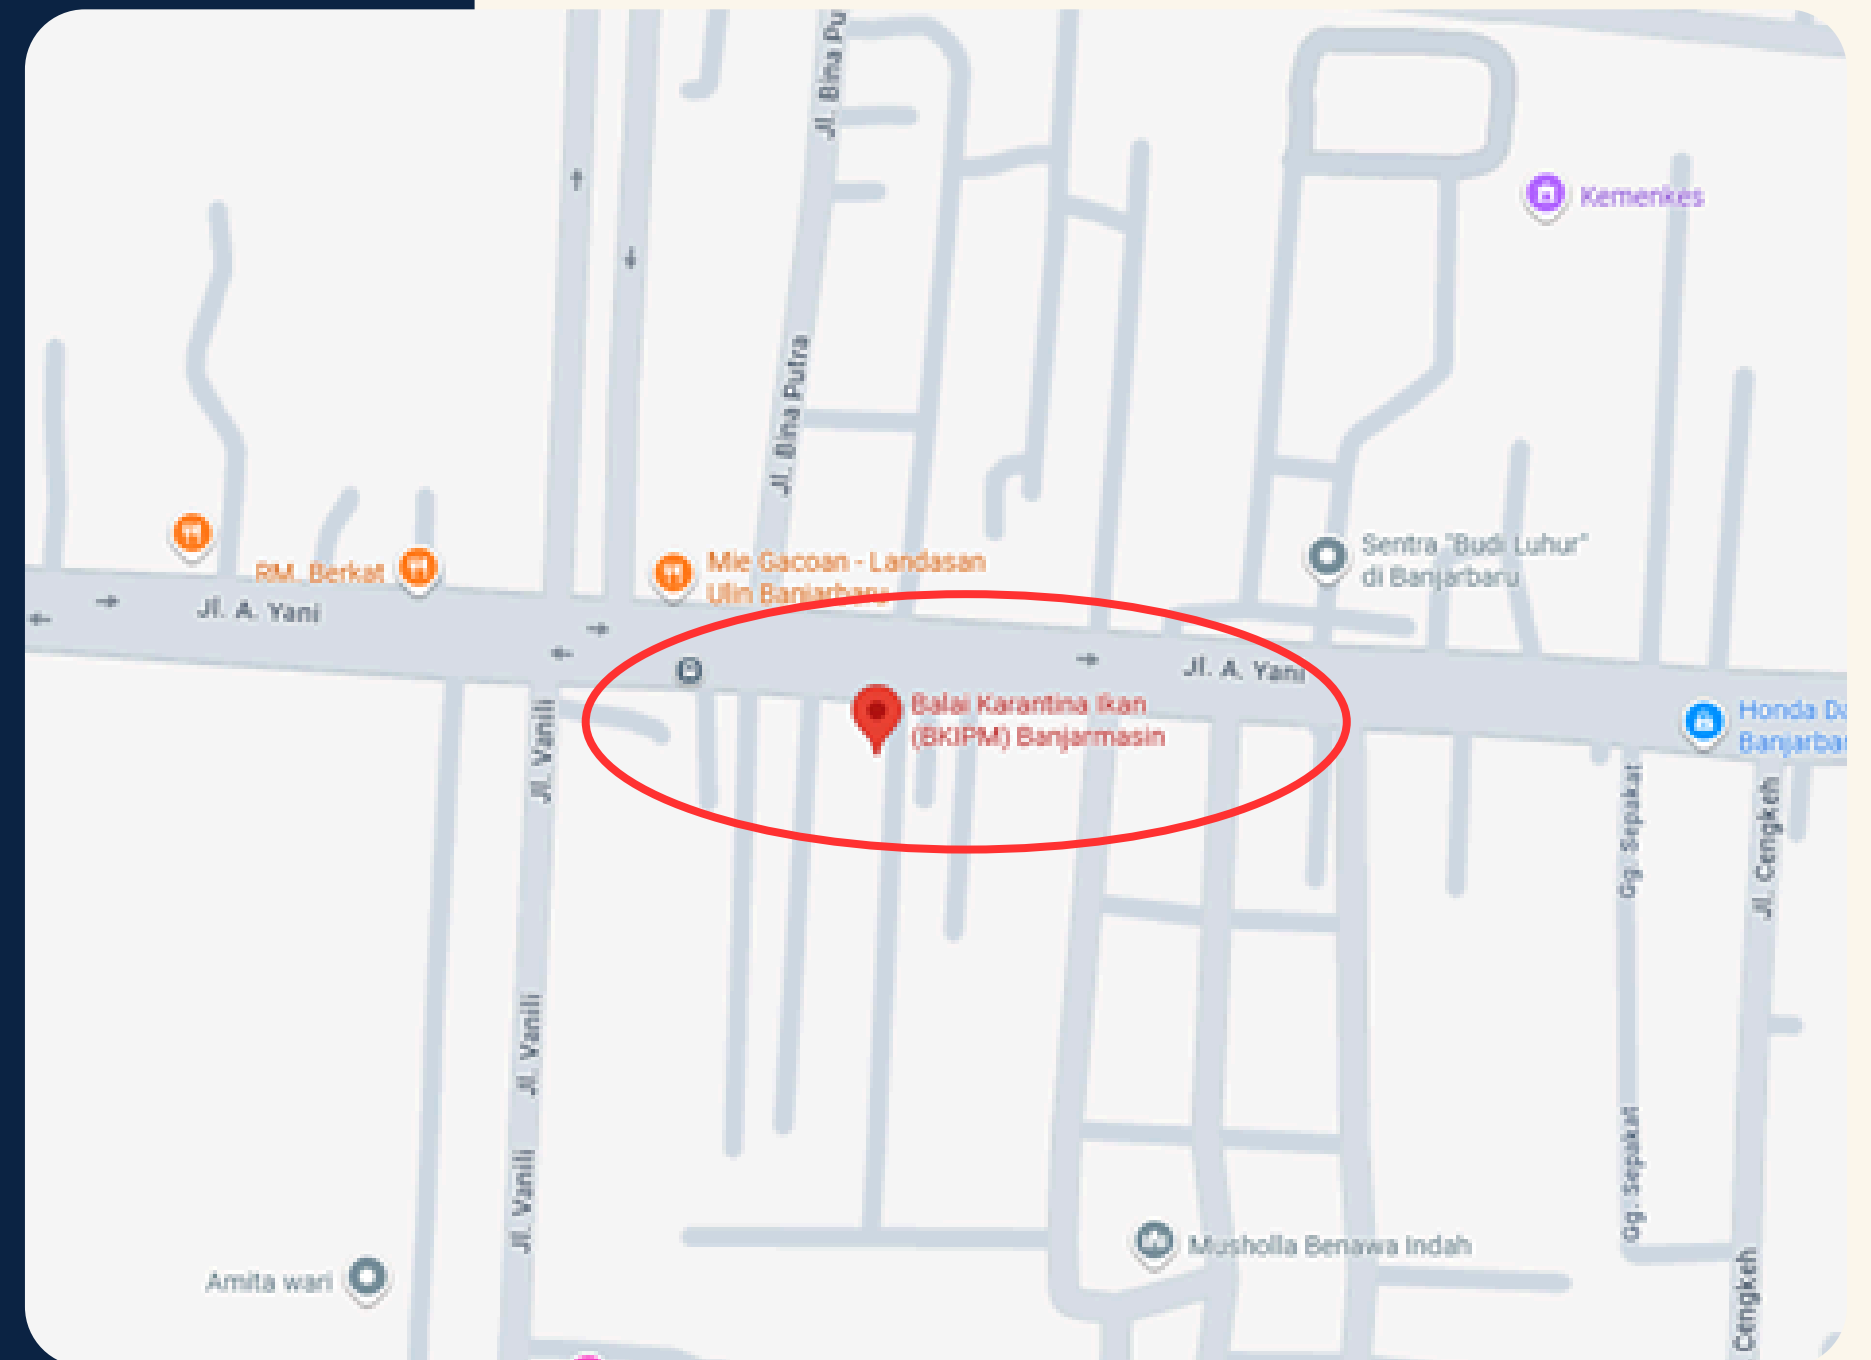 Jl. Bina Pu
Kemenkes
Jl. Bina Putra
Sentra "Budi Luhur"
di Banjarbaru
Mie Gacoan - Landasan
Ulin Banjarbaru
RM. Berkat
Jl. A. Yani
Jl. A. Yani
Balai Karantina Ikan
(BKIPM) Banjarmasin
Honda Da
Banjarbar
Jl. Vanili
Gg. Sepakat
Jl. Cengkeh
Jl. Vanili
Jl. Vanili
Gg. Sepakat
Musholla Benawa Indah
Amita wari
Cengkeh